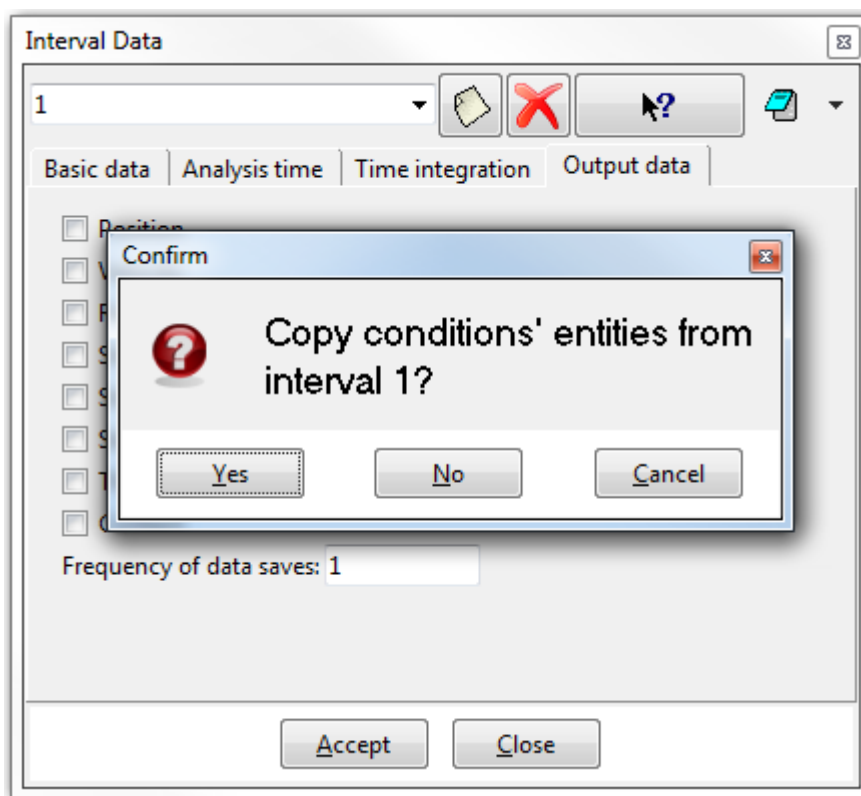 Interval Data
1
Basic data Analysis time Time integration Output data
Confirm
Copy conditions' entities from
interval 1?
Yes No Cancel
Frequency of data saves: 1
Accept Close